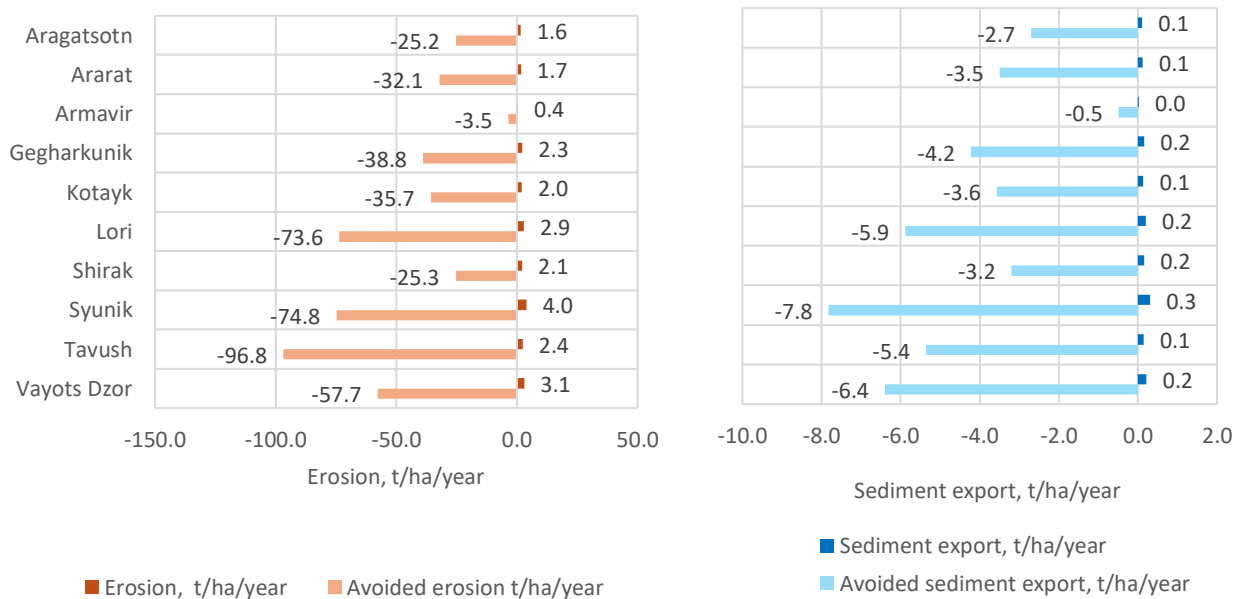 Aragatsotn -25.2 1.6 -2.7 0.1
Ararat -32.1 1.7 -3.5 0.1
Armavir -3.5 0.4 -0.5 0.0
Gegharkunik -38.8 2.3 -4.2 0.2
Kotayk -35.7 2.0 -3.6 0.1
Lori -73.6 2.9 -5.9 0.2
Shirak -25.3 2.1 -3.2 0.2
Syunik -74.8 4.0 -7.8 0.3
Tavush -96.8 2.4 -5.4 0.1
Vayots Dzor -57.7 3.1 -6.4 0.2
-150.0 -100.0 -50.0 0.0 50.0 -10.0 -8.0 -6.0 -4.0 -2.0 0.0 2.0
Erosion, t/ha/year
Sediment export, t/ha/year
Erosion, t/ha/year Avoided erosion t/ha/year
Sediment export, t/ha/year
Avoided sediment export, t/ha/year